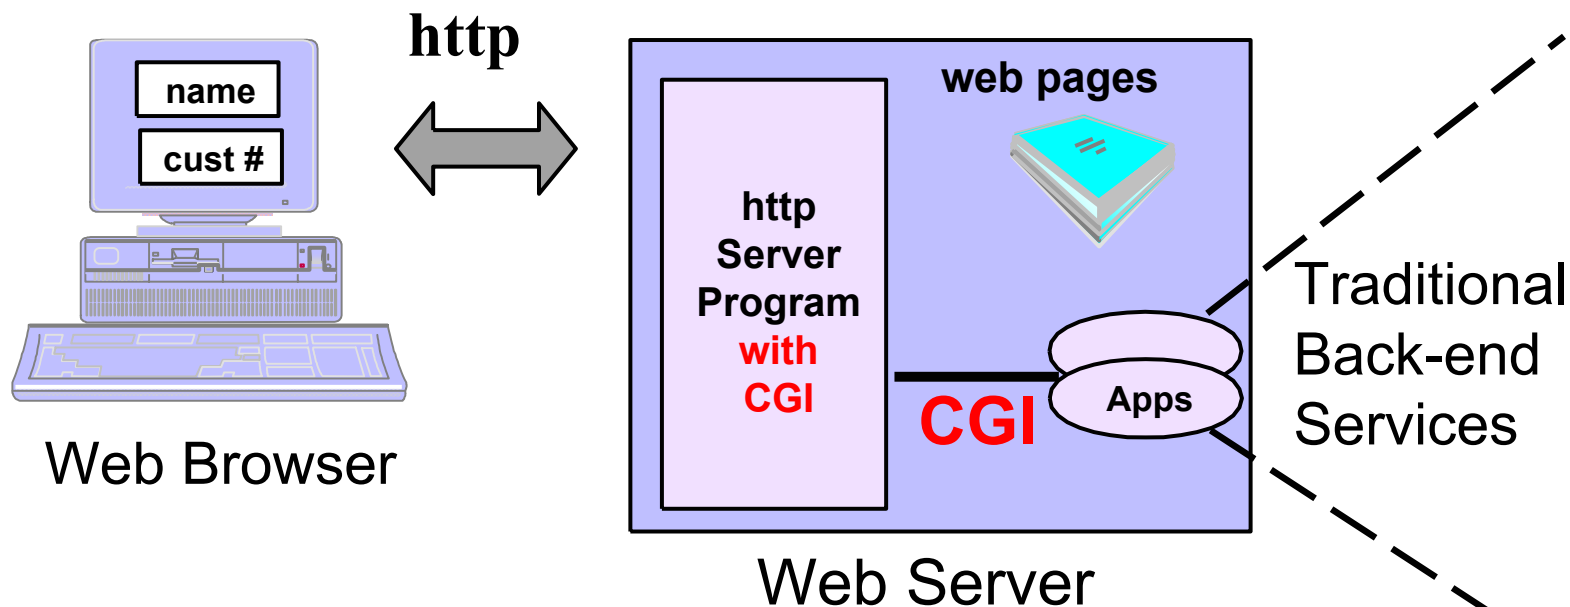 http
name
cust #
Web Browser
web pages
http
Server
Program
with
CGI
CGI
Apps
Web Server
Traditional
Back-end
Services